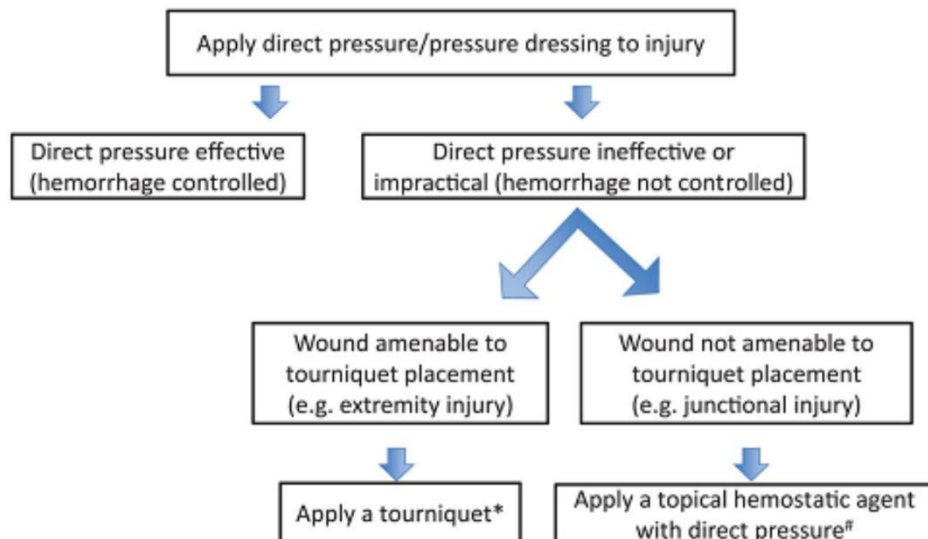 Apply direct pressure/pressure dressing to injury
Direct pressure effective
(hemorrhage controlled)
Direct pressure ineffective or
impractical (hemorrhage not controlled)
Wound amenable to
tourniquet placement
(e.g. extremity injury)
Wound not amenable to
tourniquet placement
(e.g. junctional injury)
Apply a tourniquet*
Apply a topical hemostatic agent
with direct pressure#